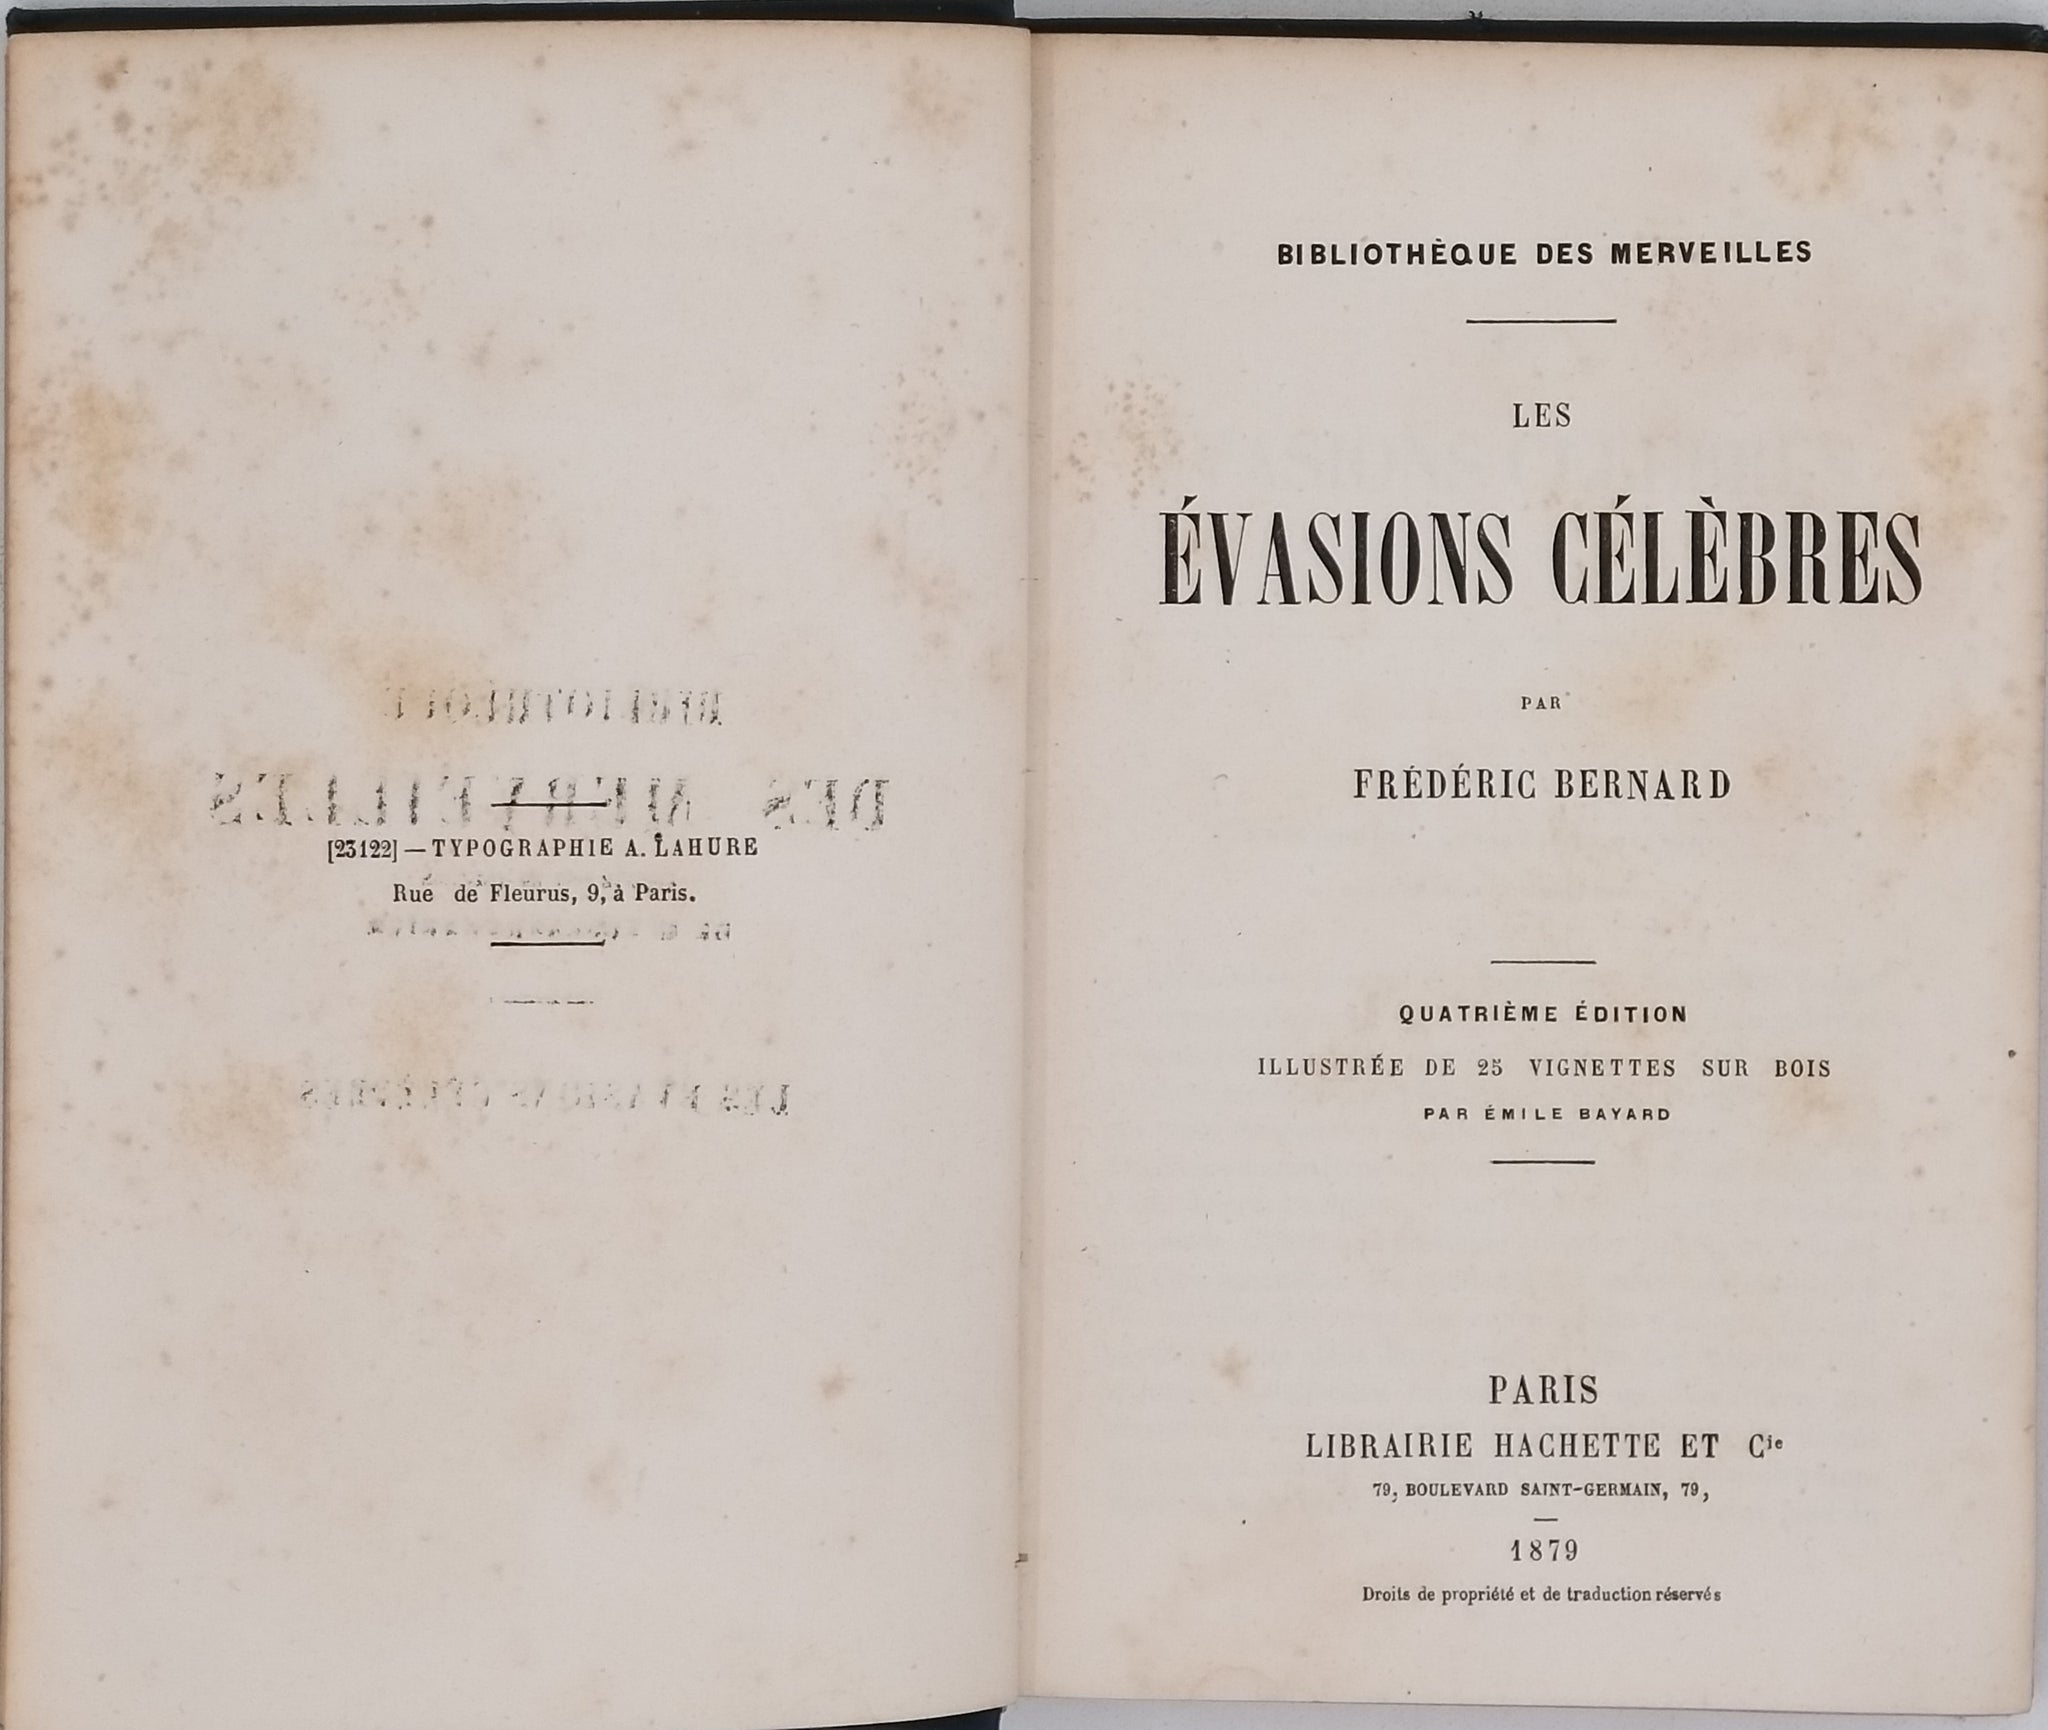 [23122] — TYPOGRAPHIE A. LAHURE
Rue de Fleurus, 9, à Paris.
BIBLIOTHÈQUE DES MERVEILLES
LES
ÉVASIONS CÉLÈBRES
PAR
FRÉDÉRIC BERNARD
QUATRIÈME ÉDITION
ILLUSTRÉE DE 25 VIGNETTES SUR BOIS
PAR ÉMILE BAYARD
PARIS
LIBRAIRIE HACHETTE ET Cie
79, BOULEVARD SAINT-GERMAIN, 79,
1879
Droits de propriété et de traduction réservés